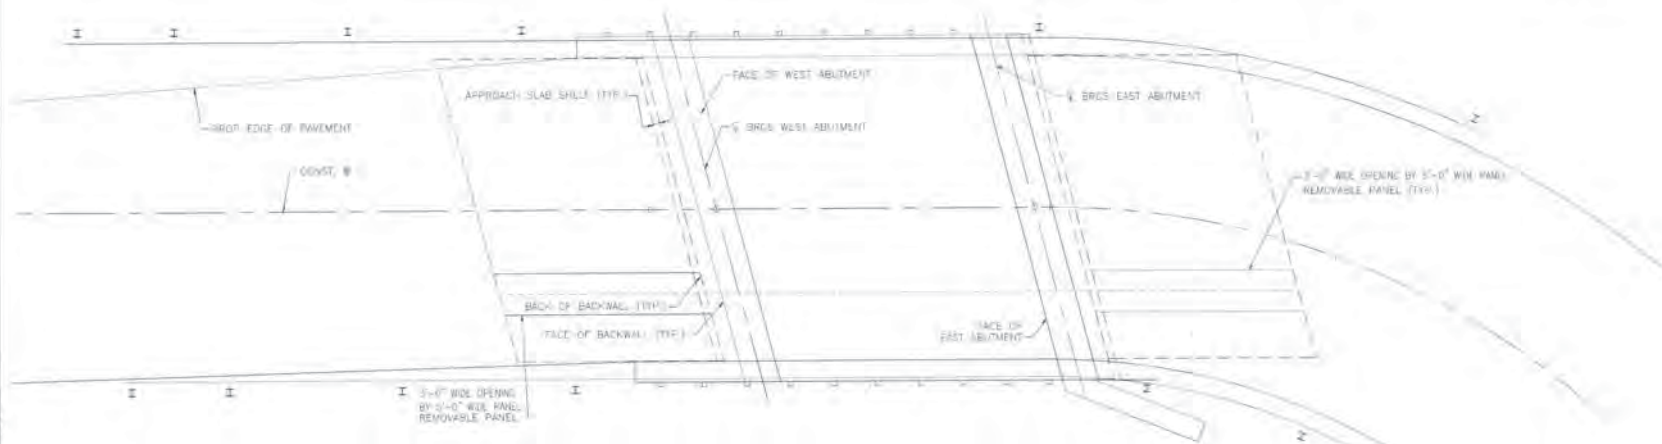 FACE OF WEST ABUTMENT
APPROACH SLAB SHELF (TYP.)
℄ BRGS EAST ABUTMENT
PROP. EDGE OF PAVEMENT
℄ BRGS WEST ABUTMENT
CONST. ℄
3'-0" WIDE OPENING BY 5'-0" WIDE PANEL
REMOVABLE PANEL (TYP.)
BACK OF BACKWALL (TYP.)
FACE OF BACKWALL (TYP.)
FACE OF
EAST ABUTMENT
3'-0" WIDE OPENING
BY 5'-0" WIDE PANEL
REMOVABLE PANEL